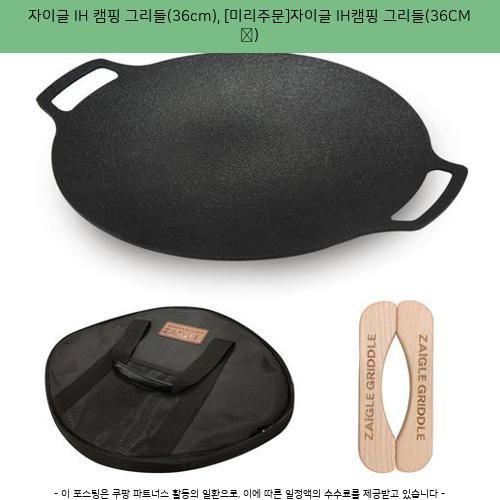 자이글 IH 캠핑 그리들(36cm), [미리주문]자이글 IH캠핑 그리들(36CM
)
ZAIGLE
ZAIGLE GRIDDLE
ZAIGLE GRIDDLE
- 이 포스팅은 쿠팡 파트너스 활동의 일환으로, 이에 따른 일정액의 수수료를 제공받고 있습니다 -